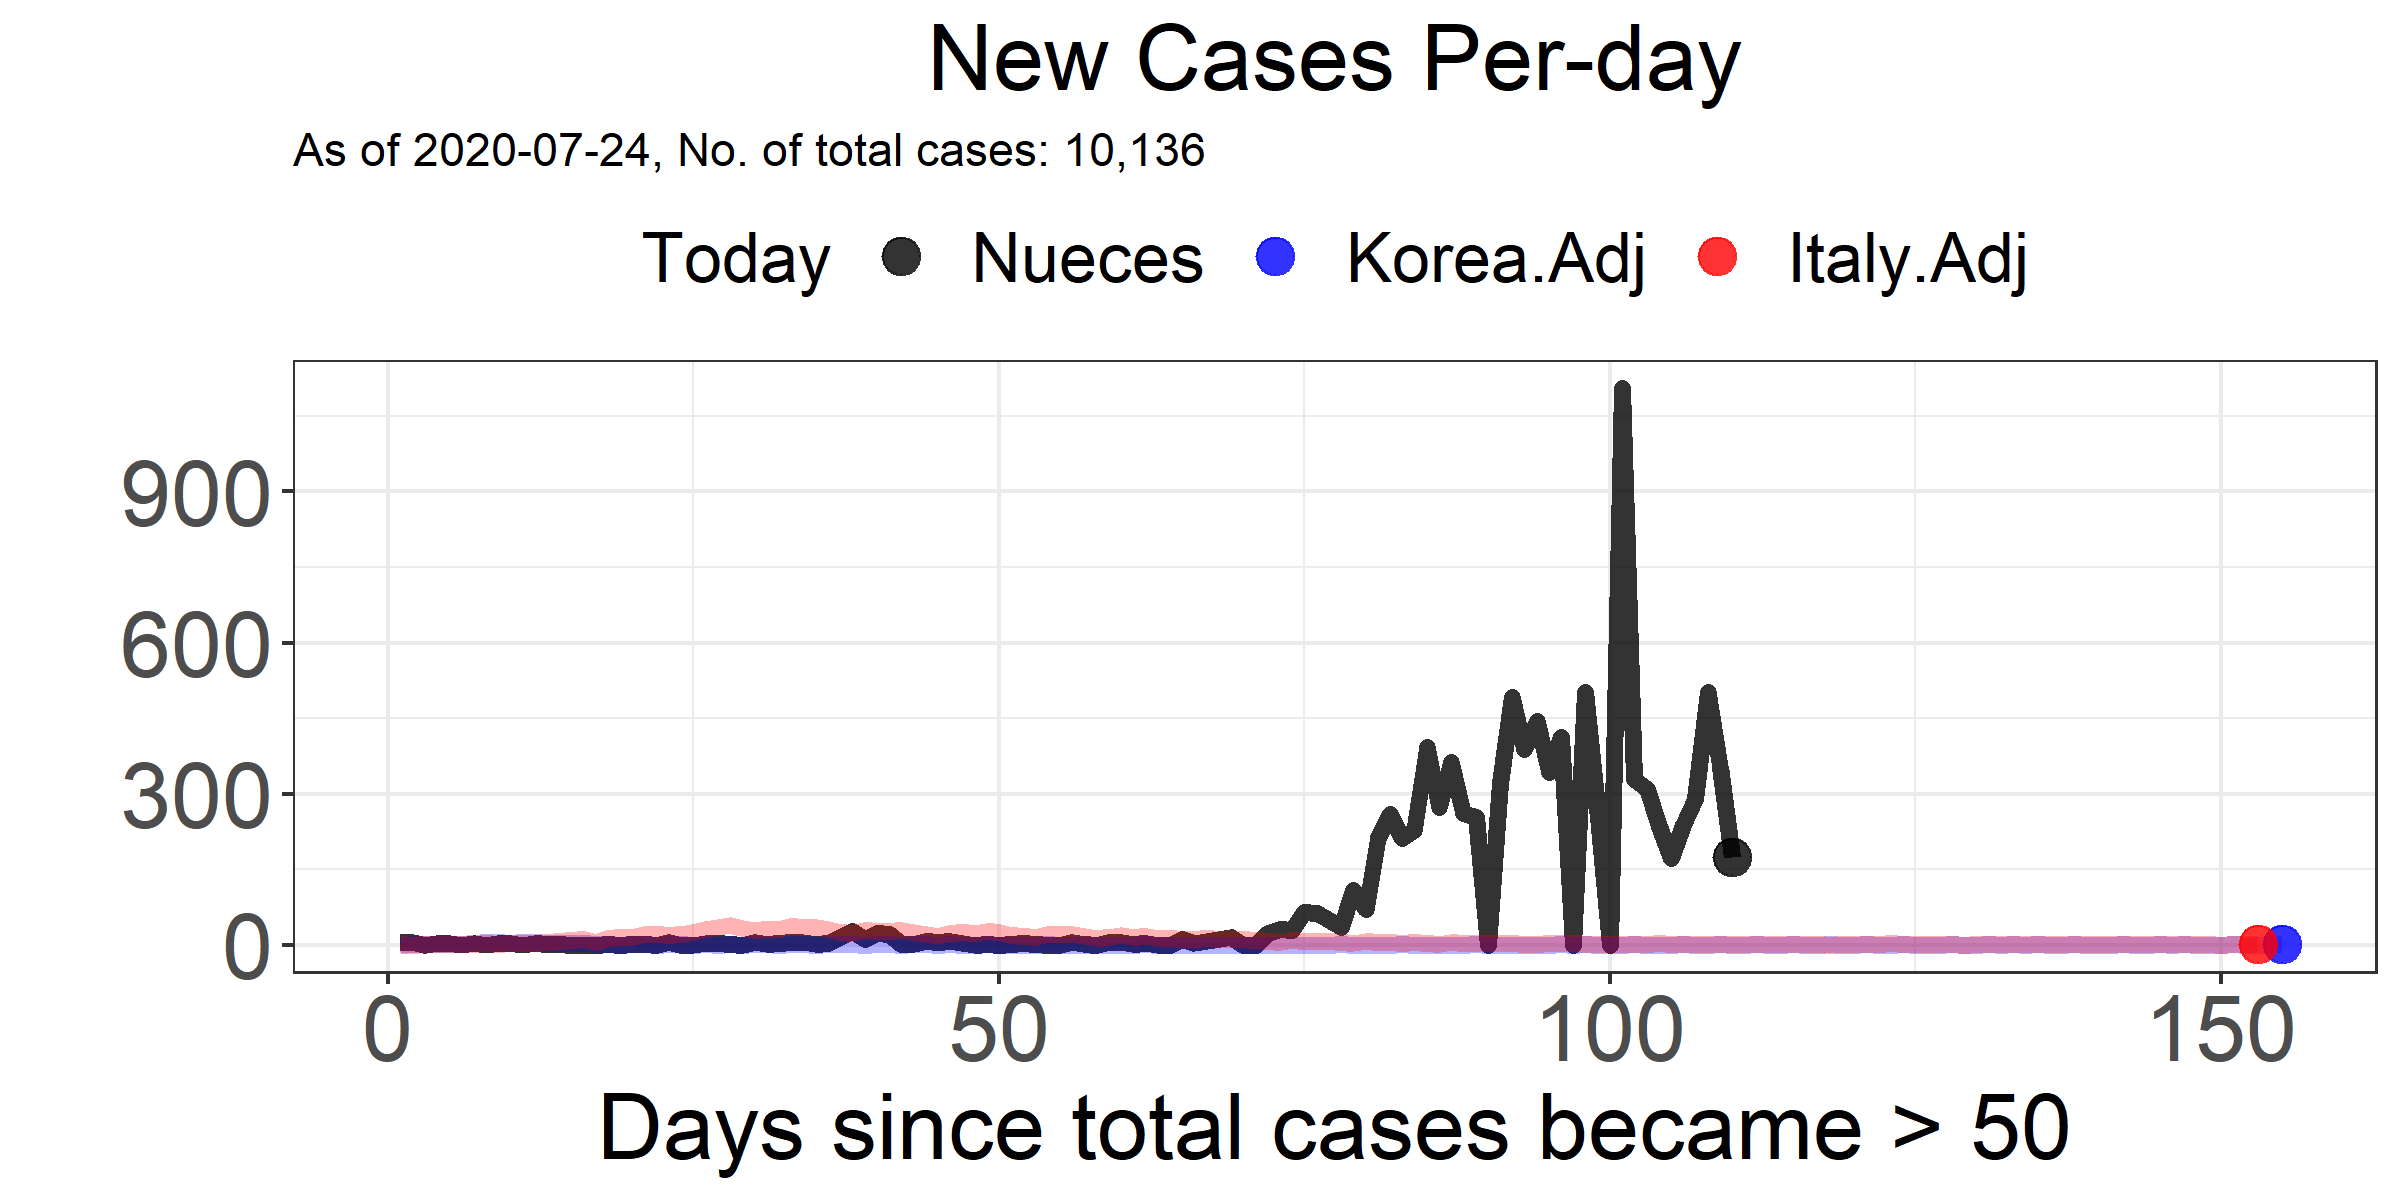 New Cases Per-day
As of 2020-07-24, No. of total cases: 10,136
Today Nueces Korea.Adj Italy.Adj
900
600
300
0
0 50 100 150
Days since total cases became > 50